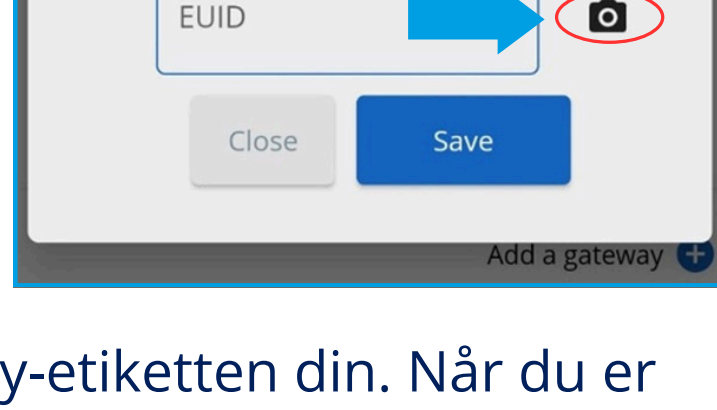 EUID
Close
Save
Add a gateway
y-etiketten din. Når du er